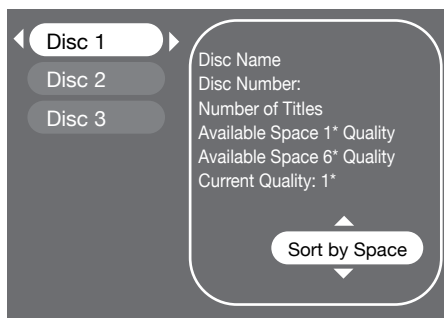 Disc 1
Disc 2
Disc 3
Disc Name
Disc Number:
Number of Titles
Available Space 1* Quality
Available Space 6* Quality
Current Quality: 1*
Sort by Space